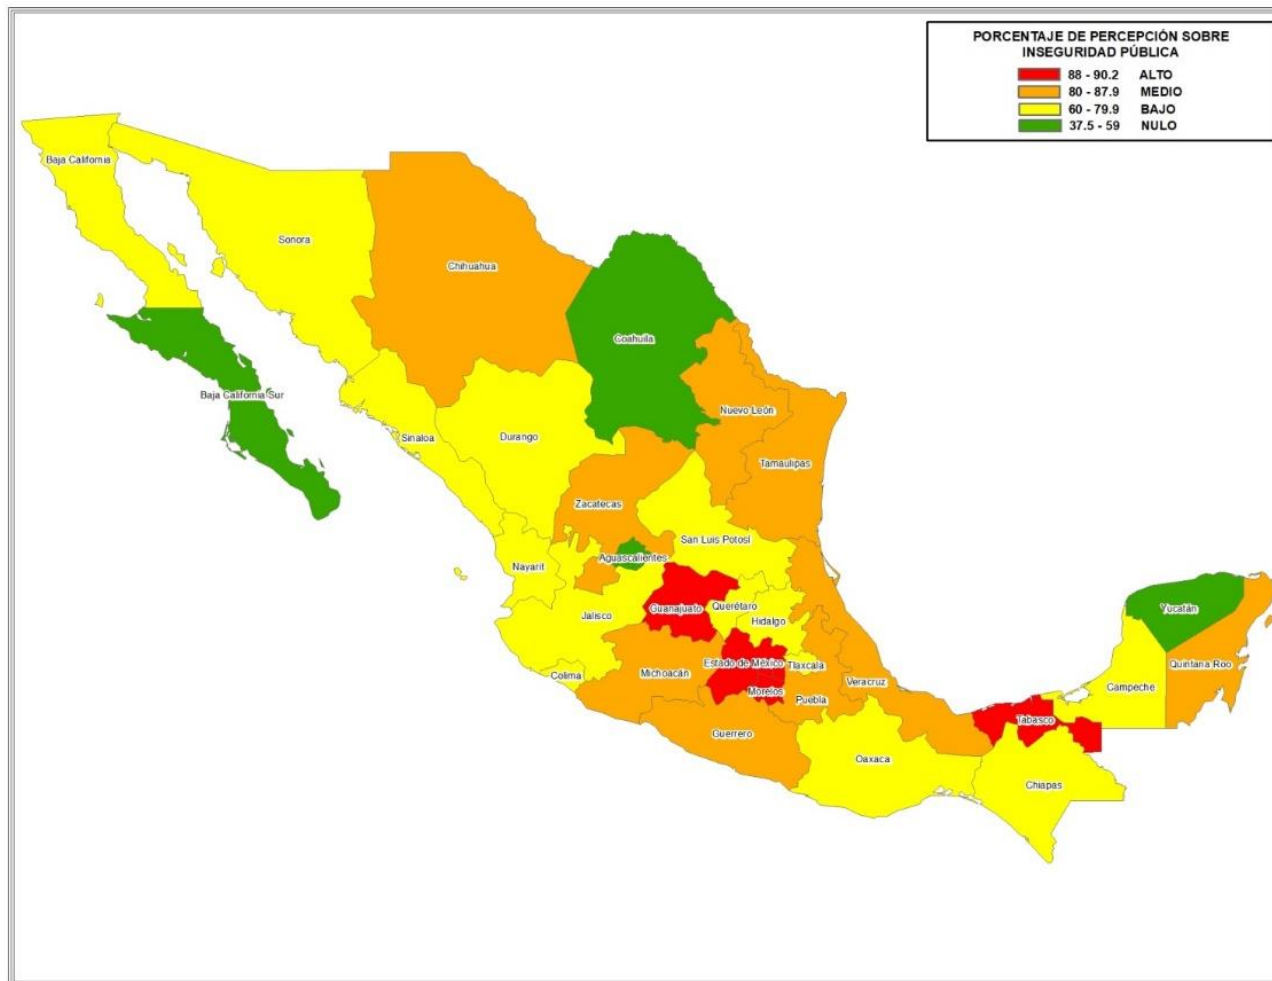 PORCENTAJE DE PERCEPCIÓN SOBRE
INSEGURIDAD PÚBLICA
88 - 90.2 ALTO
80 - 87.9 MEDIO
60 - 79.9 BAJO
37.5 - 59 NULO
Baja California
Sonora
Chihuahua
Coahuila
Baja California Sur
Nuevo León
Sinaloa
Durango
Tamaulipas
Zacatecas
San Luis Potosí
Aguascalientes
Nayarit
Guanajuato
Querétaro
Yucatán
Jalisco
Hidalgo
Estado de México
Tlaxcala
Quintana Roo
Colima
Michoacán
Veracruz
Campeche
Morelos
Puebla
Tabasco
Guerrero
Oaxaca
Chiapas